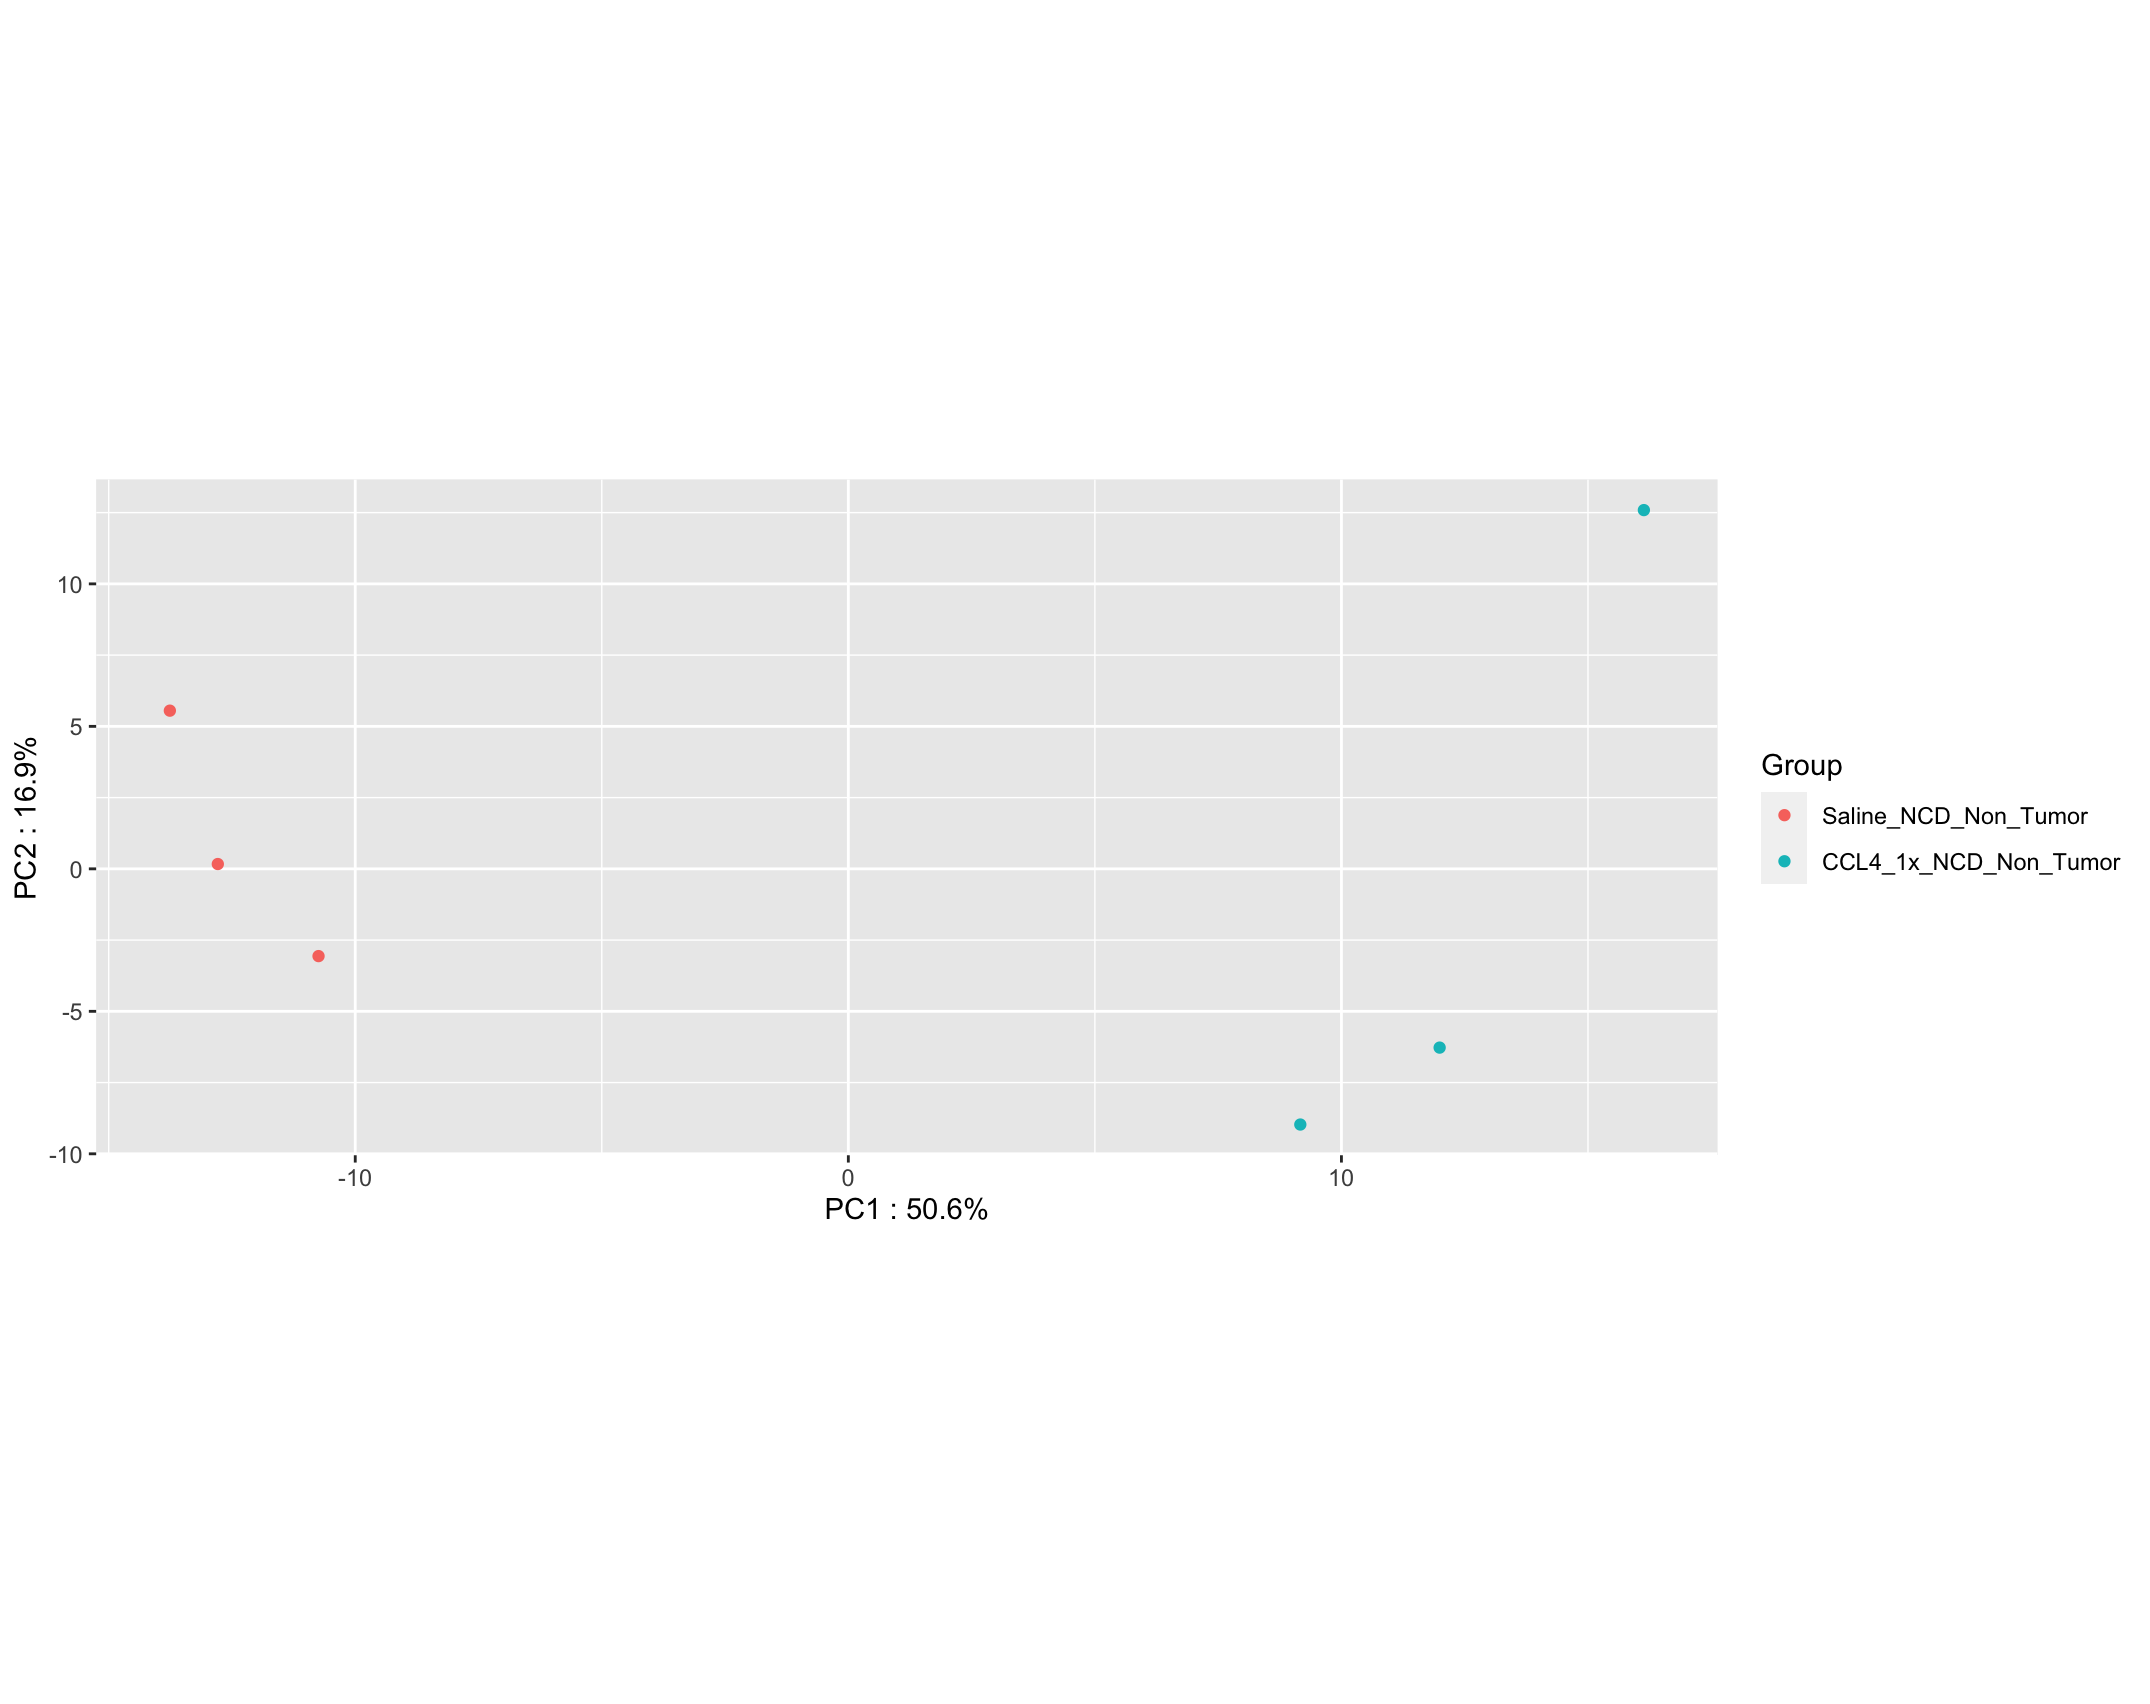 10
5
0
-5
-10
PC2 : 16.9%
-10
0
10
PC1 : 50.6%
Group
Saline_NCD_Non_Tumor
CCL4_1x_NCD_Non_Tumor